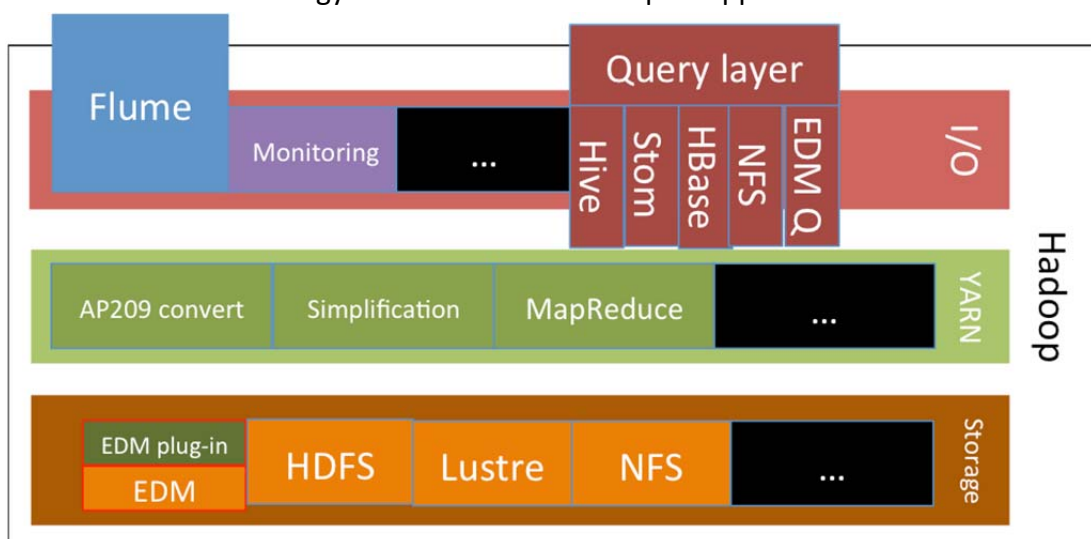 Flume
Monitoring
...
Query layer
Hive
Stom
HBase
NFS
EDM Q
I/O
AP209 convert
Simplification
MapReduce
...
YARN
Hadoop
EDM plug-in
EDM
HDFS
Lustre
NFS
...
Storage